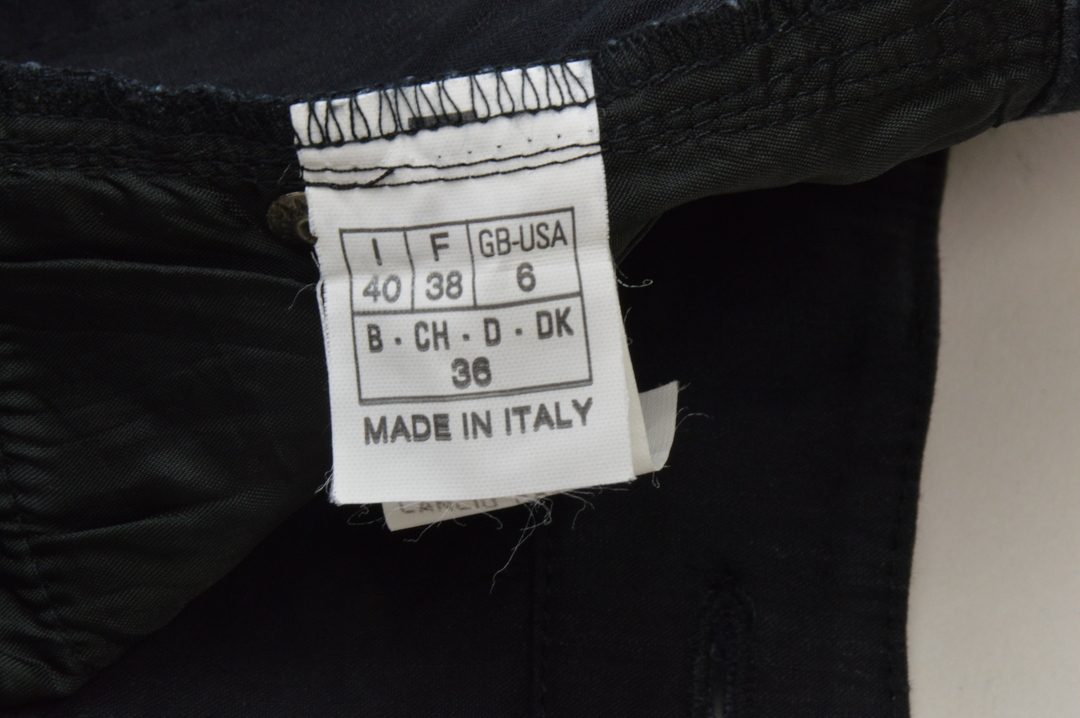 I F GB-USA
40 38 6
B · CH · D · DK
36
MADE IN ITALY